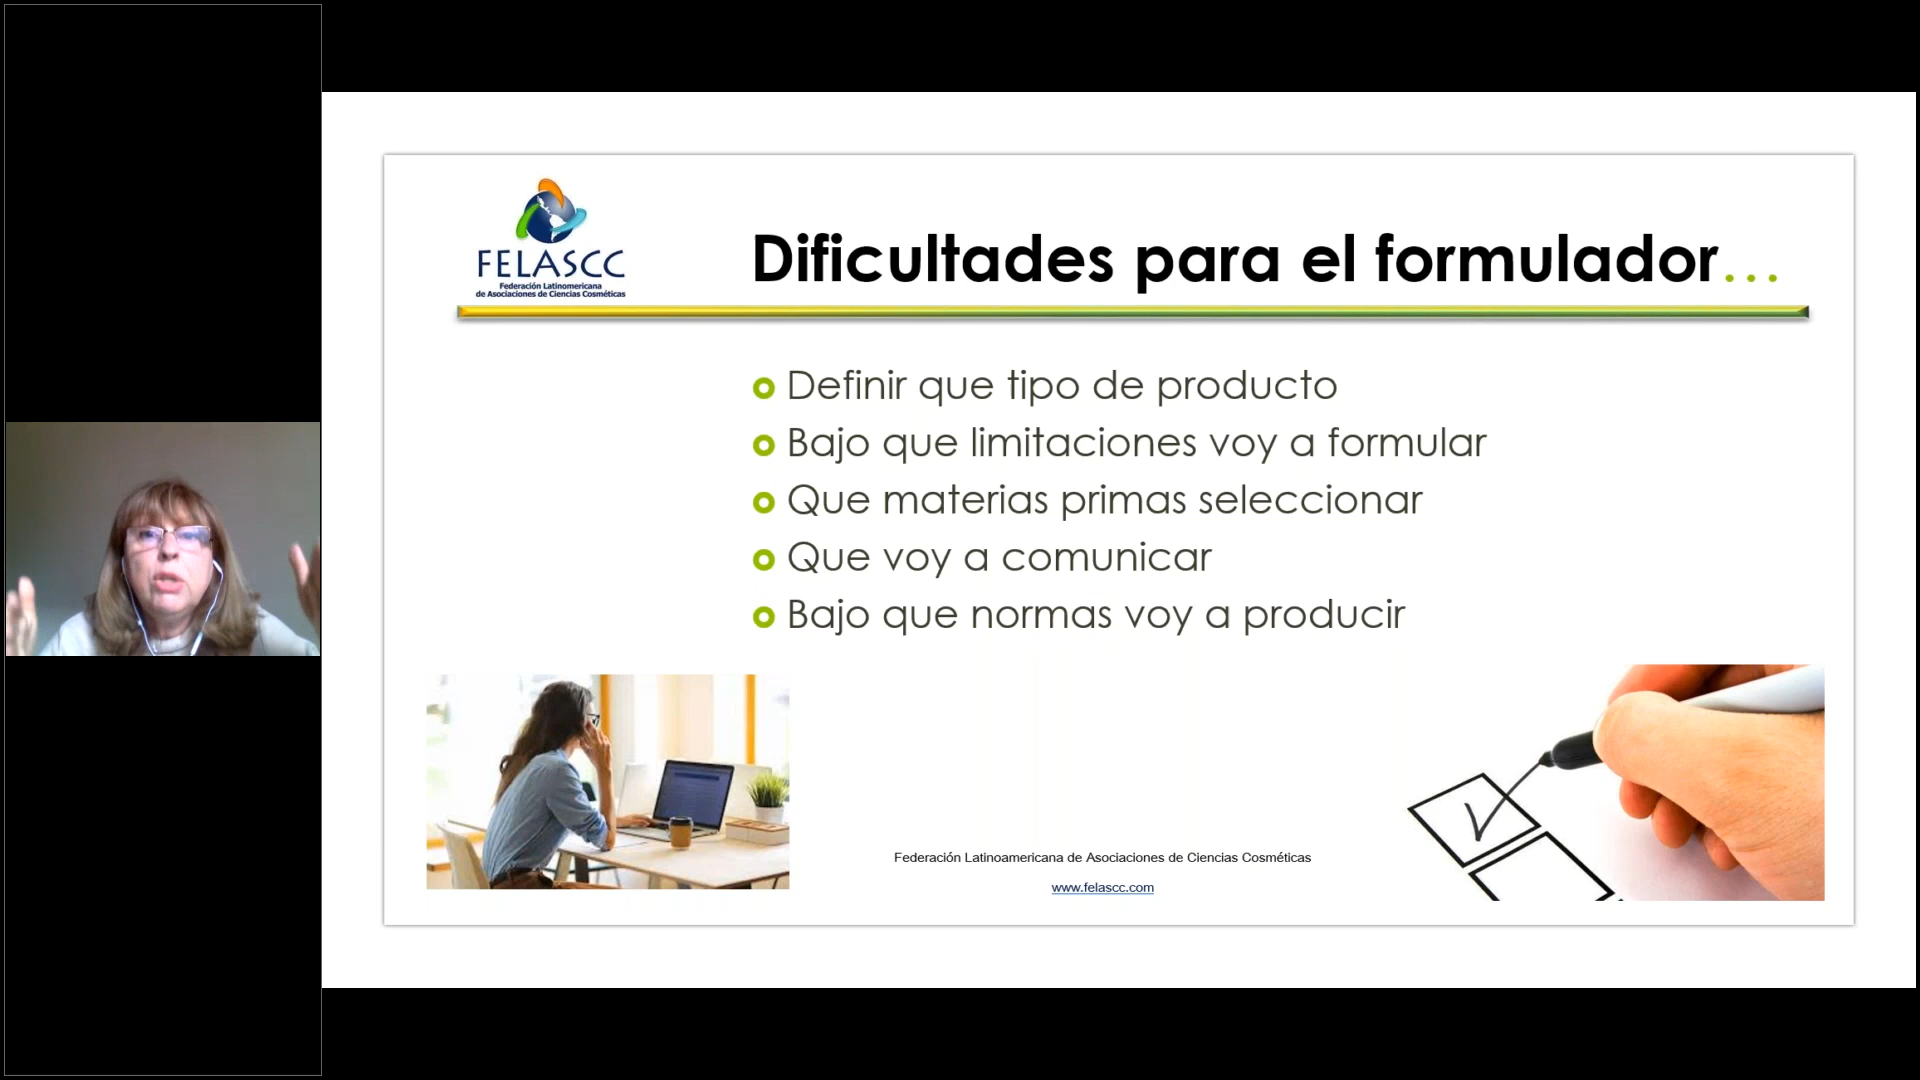 FELASCC
Federación Latinoamericana
de Asociaciones de Ciencias Cosméticas
Dificultades para el formulador...
Definir que tipo de producto
Bajo que limitaciones voy a formular
Que materias primas seleccionar
Que voy a comunicar
Bajo que normas voy a producir
Federación Latinoamericana de Asociaciones de Ciencias Cosméticas
www.felascc.com